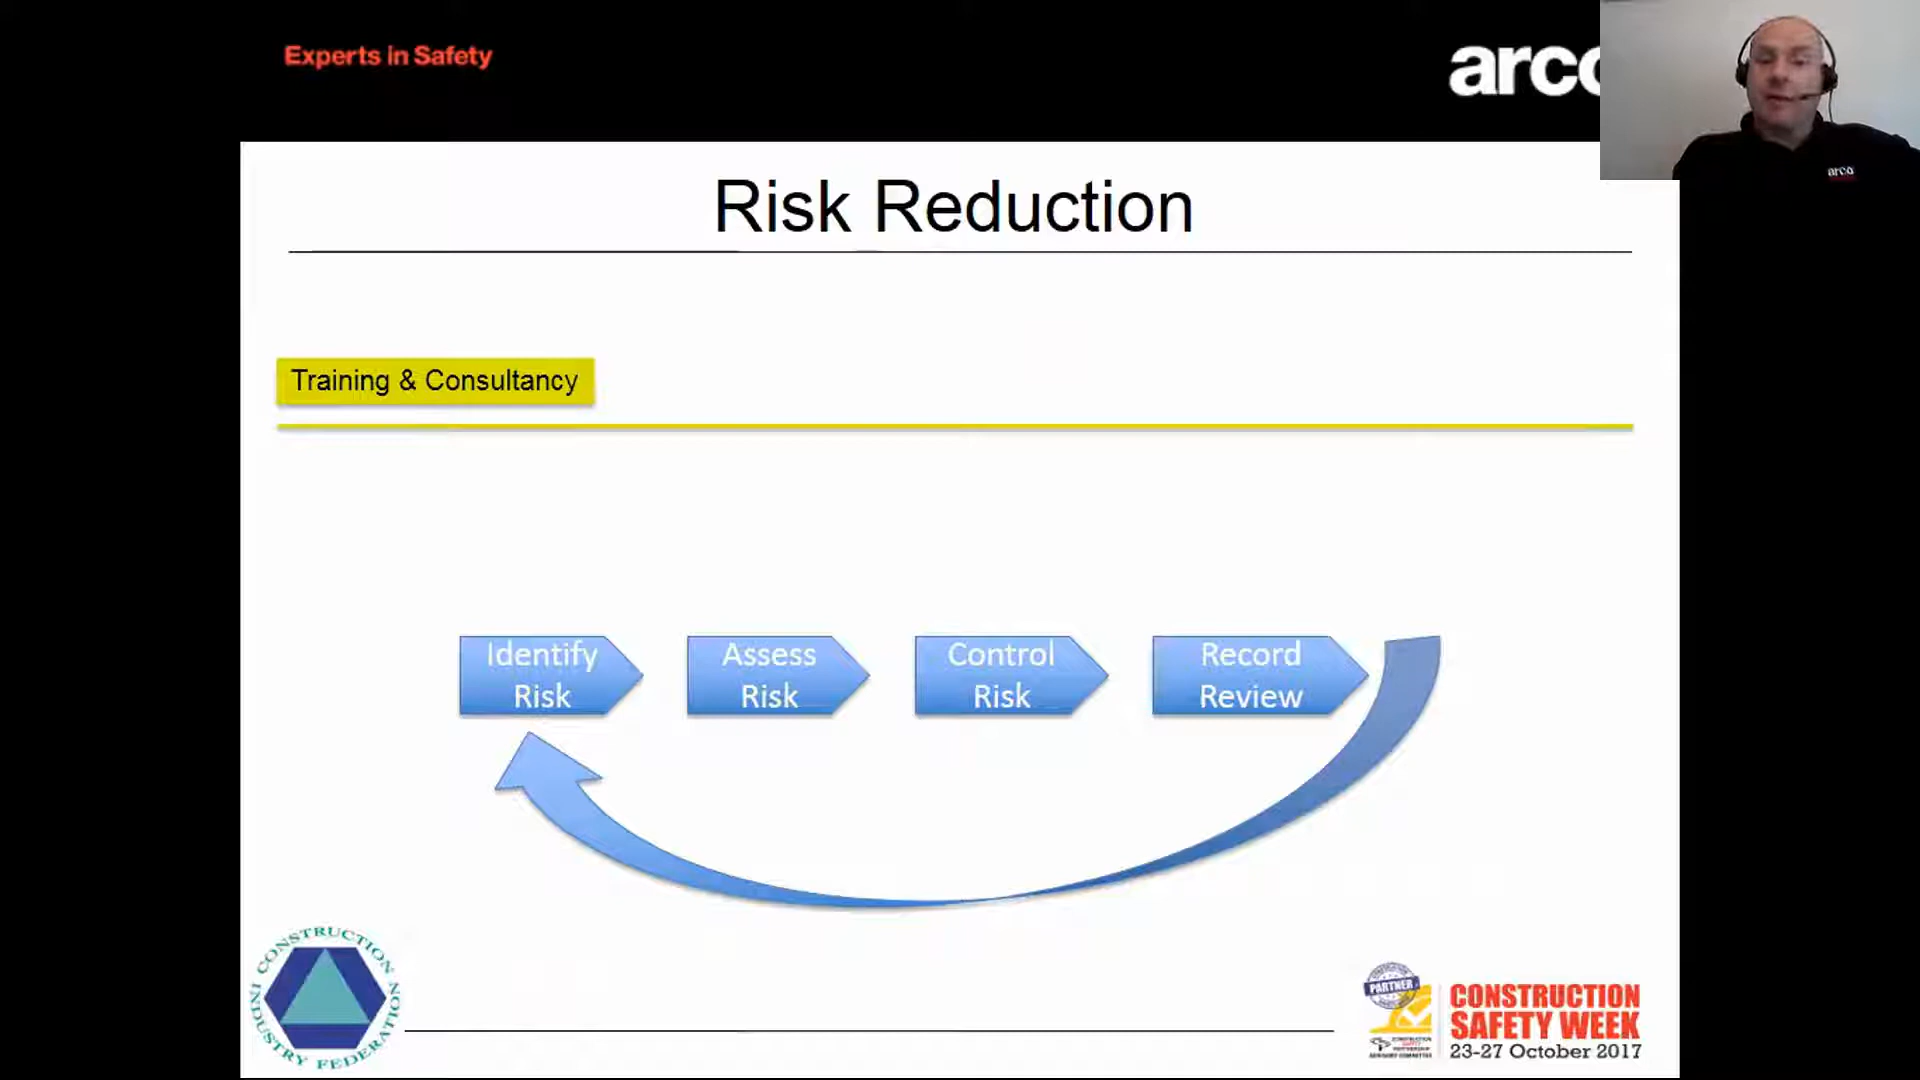 Experts in Safety
arco
arco
Risk Reduction
Training & Consultancy
Identify
Risk
Assess
Risk
Control
Risk
Record
Review
CONSTRUCTION
INDUSTRY FEDERATION
PARTNER
CONSTRUCTION
SAFETY WEEK
23-27 October 2017